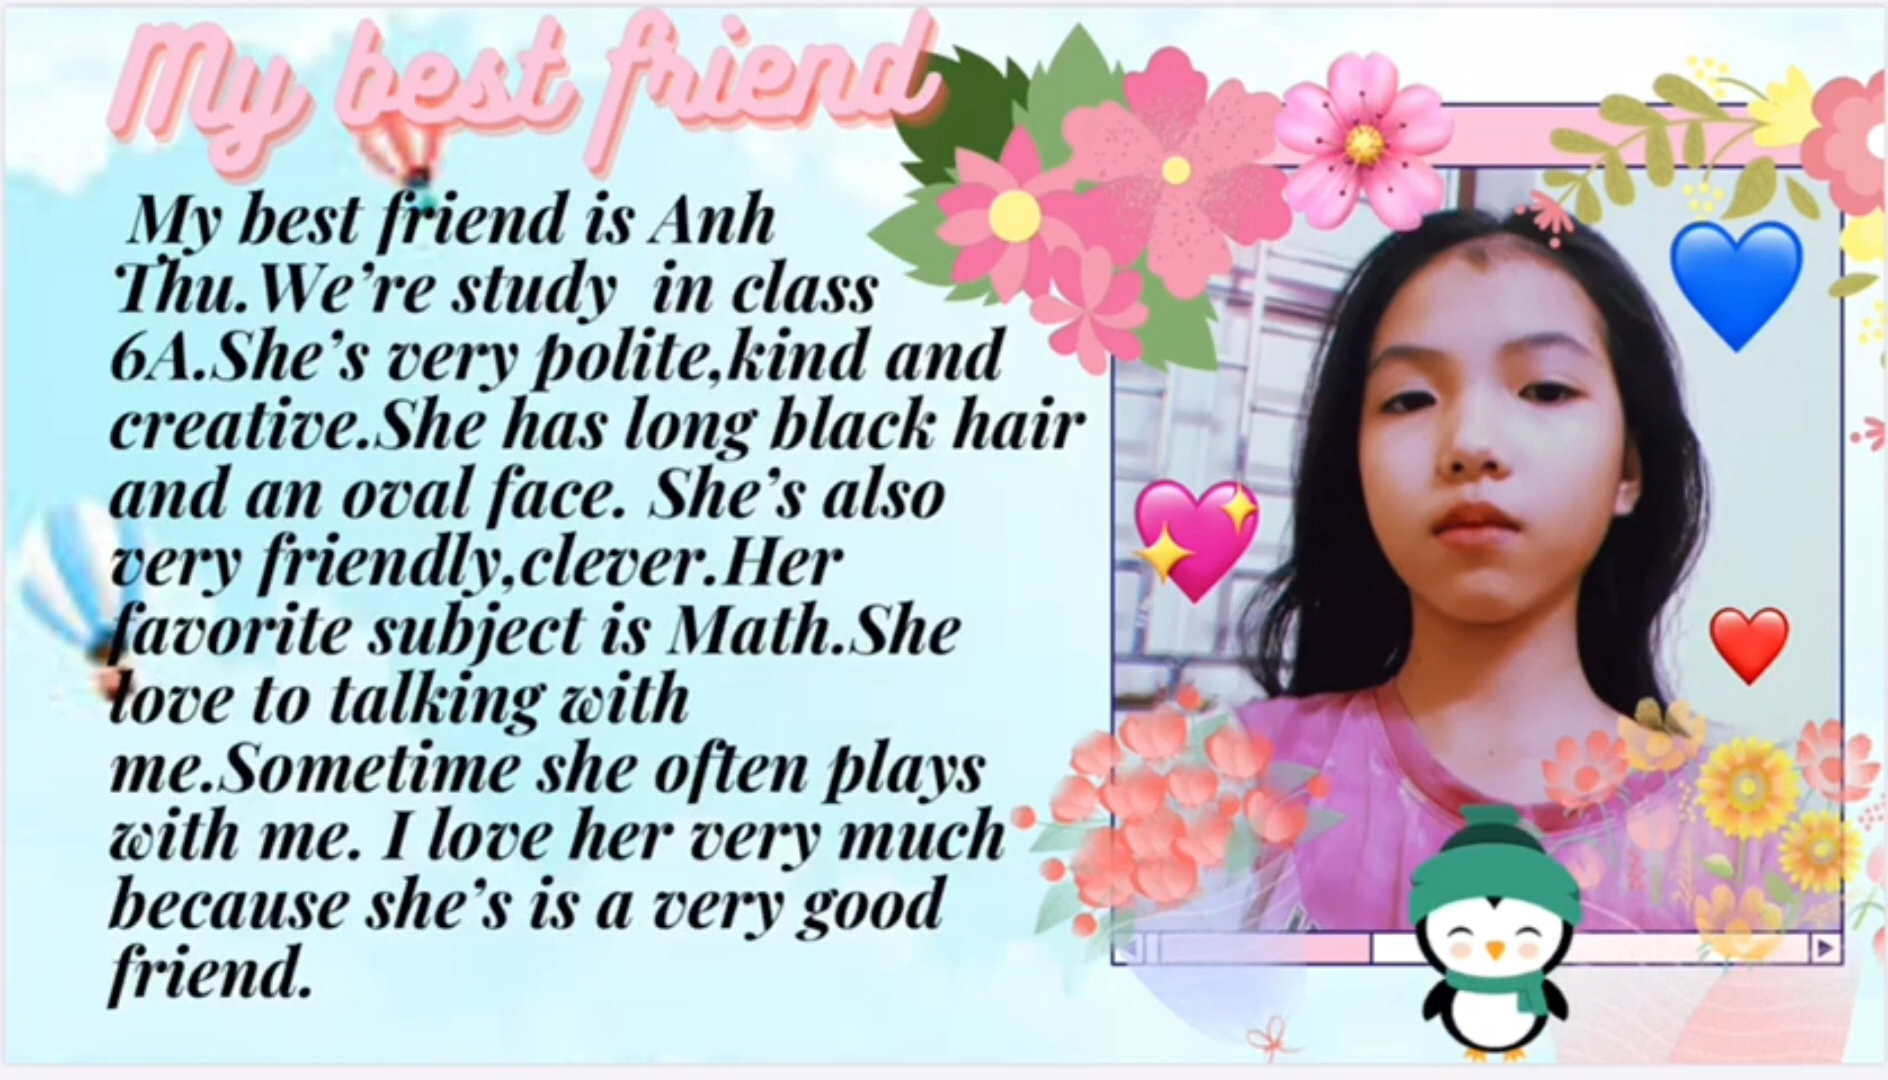 My best friend
My best friend is Anh
Thu.We're study in class
6A.She's very polite,kind and
creative.She has long black hair
and an oval face. She's also
very friendly,clever.Her
favorite subject is Math.She
love to talking with
me.Sometime she often plays
with me. I love her very much
because she's is a very good
friend.